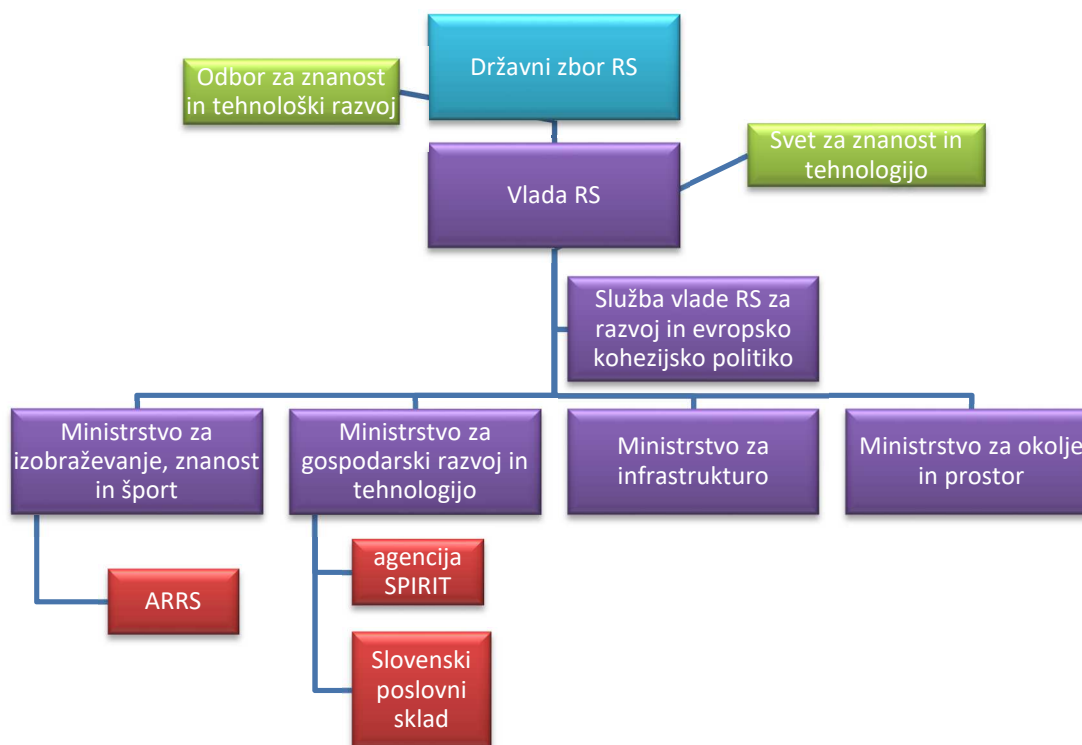 Državni zbor RS
Odbor za znanost
in tehnološki razvoj
Svet za znanost in
tehnologijo
Vlada RS
Služba vlade RS za
razvoj in evropsko
kohezijsko politiko
Ministrstvo za
izobraževanje, znanost
in šport
Ministrstvo za
gospodarski razvoj in
tehnologijo
Ministrstvo za
infrastrukturo
Ministrstvo za okolje
in prostor
ARRS
agencija
SPIRIT
Slovenski
poslovni
sklad